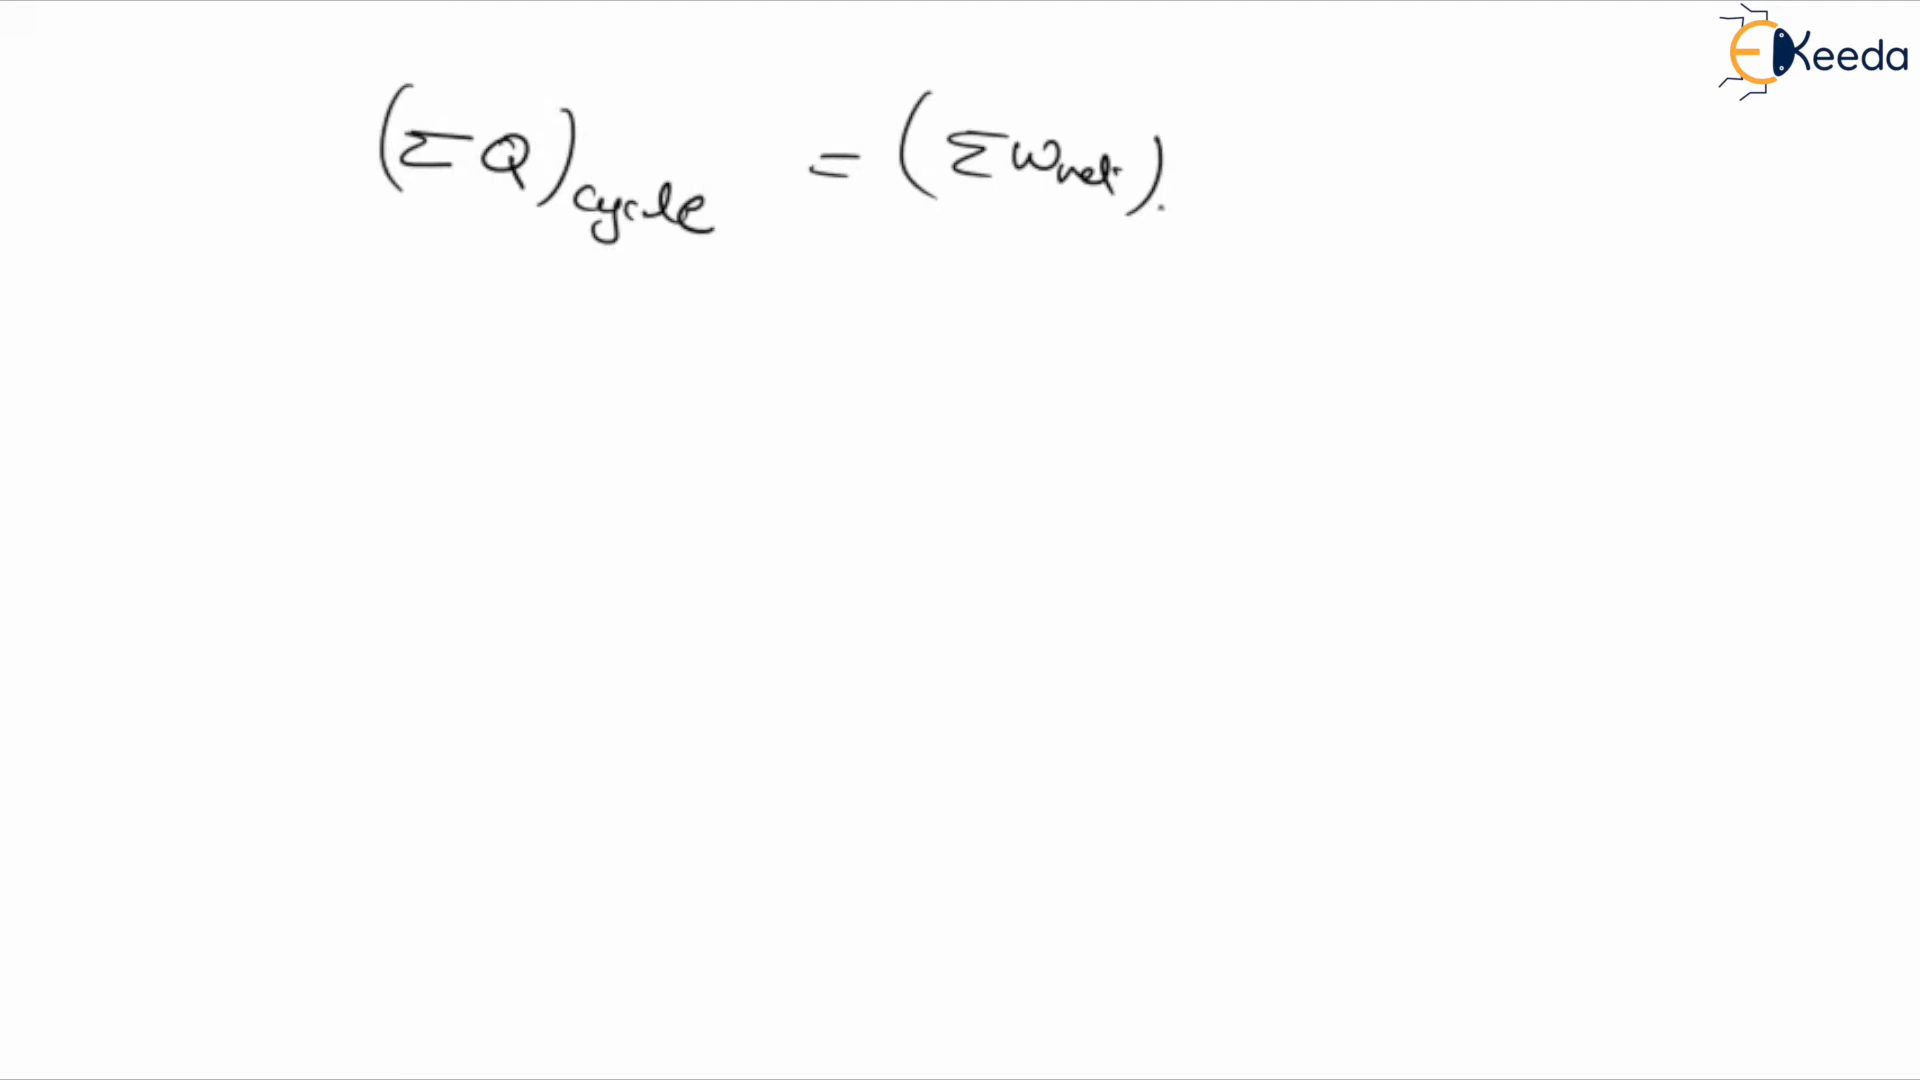 EKeeda
(ΣQ)cycle = (ΣWnet).